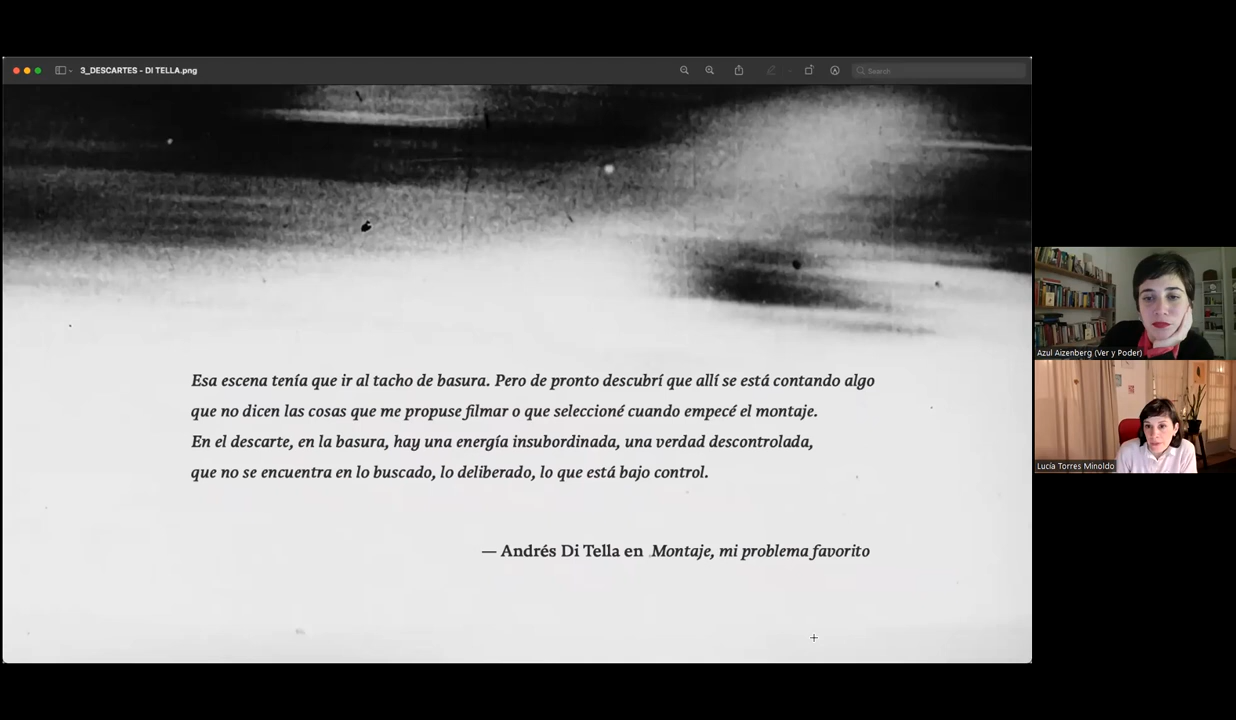 3_DESCARTES - DI TELLA.png
Search
Esa escena tenía que ir al tacho de basura. Pero de pronto descubrí que allí se está contando algo
que no dicen las cosas que me propuse filmar o que seleccioné cuando empecé el montaje.
En el descarte, en la basura, hay una energía insubordinada, una verdad descontrolada,
que no se encuentra en lo buscado, lo deliberado, lo que está bajo control.
— Andrés Di Tella en Montaje, mi problema favorito
Azul Aizenberg (Ver y Poder)
Lucía Torres Minoldo